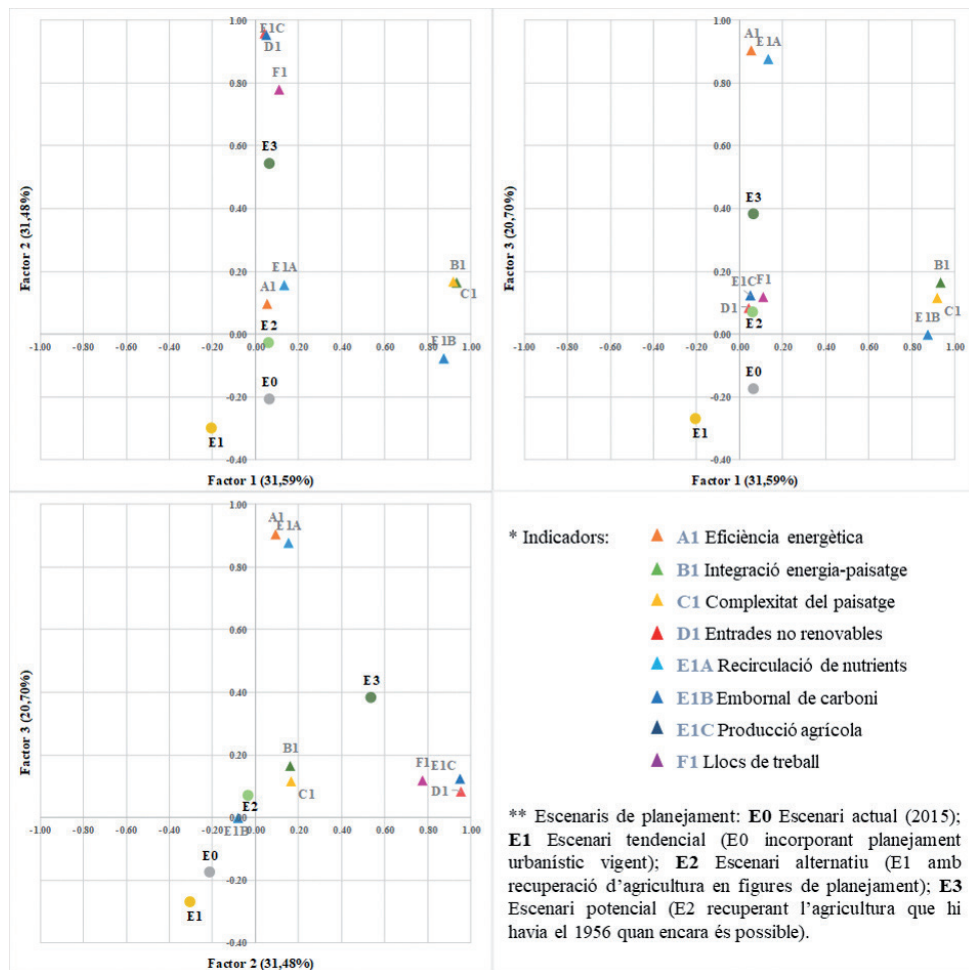 1.00
E1C
D1
F1
0.80
0.60
E3
0.40
0.20
E1A
A1
B1
C1
E2
0.00
-1.00 -0.80 -0.60 -0.40 -0.20 0.00 0.20 0.40 0.60 0.80 1.00
E1B
E0
-0.20
E1
-0.40
Factor 2 (31,48%)
Factor 1 (31,59%)
1.00
A1
E1A
0.80
0.60
0.40
E3
0.20
B1
E1C F1
D1
C1
E2
E1B
0.00
-1.00 -0.80 -0.60 -0.40 -0.20 0.00 0.20 0.40 0.60 0.80 1.00
E0
-0.20
E1
-0.40
Factor 3 (20,70%)
Factor 1 (31,59%)
1.00
A1
E1A
0.80
0.60
0.40
E3
0.20
B1
C1
F1 E1C
D1
E2
E1B
0.00
-1.00 -0.80 -0.60 -0.40 -0.20 0.00 0.20 0.40 0.60 0.80 1.00
E0
-0.20
E1
-0.40
Factor 3 (20,70%)
Factor 2 (31,48%)
* Indicadors:
A1 Eficiència energètica
B1 Integració energia-paisatge
C1 Complexitat del paisatge
D1 Entrades no renovables
E1A Recirculació de nutrients
E1B Embornal de carboni
E1C Producció agrícola
F1 Llocs de treball
** Escenaris de planejament: E0 Escenari actual (2015);
E1 Escenari tendencial (E0 incorporant planejament
urbanístic vigent); E2 Escenari alternatiu (E1 amb
recuperació d’agricultura en figures de planejament); E3
Escenari potencial (E2 recuperant l’agricultura que hi
havia el 1956 quan encara és possible).